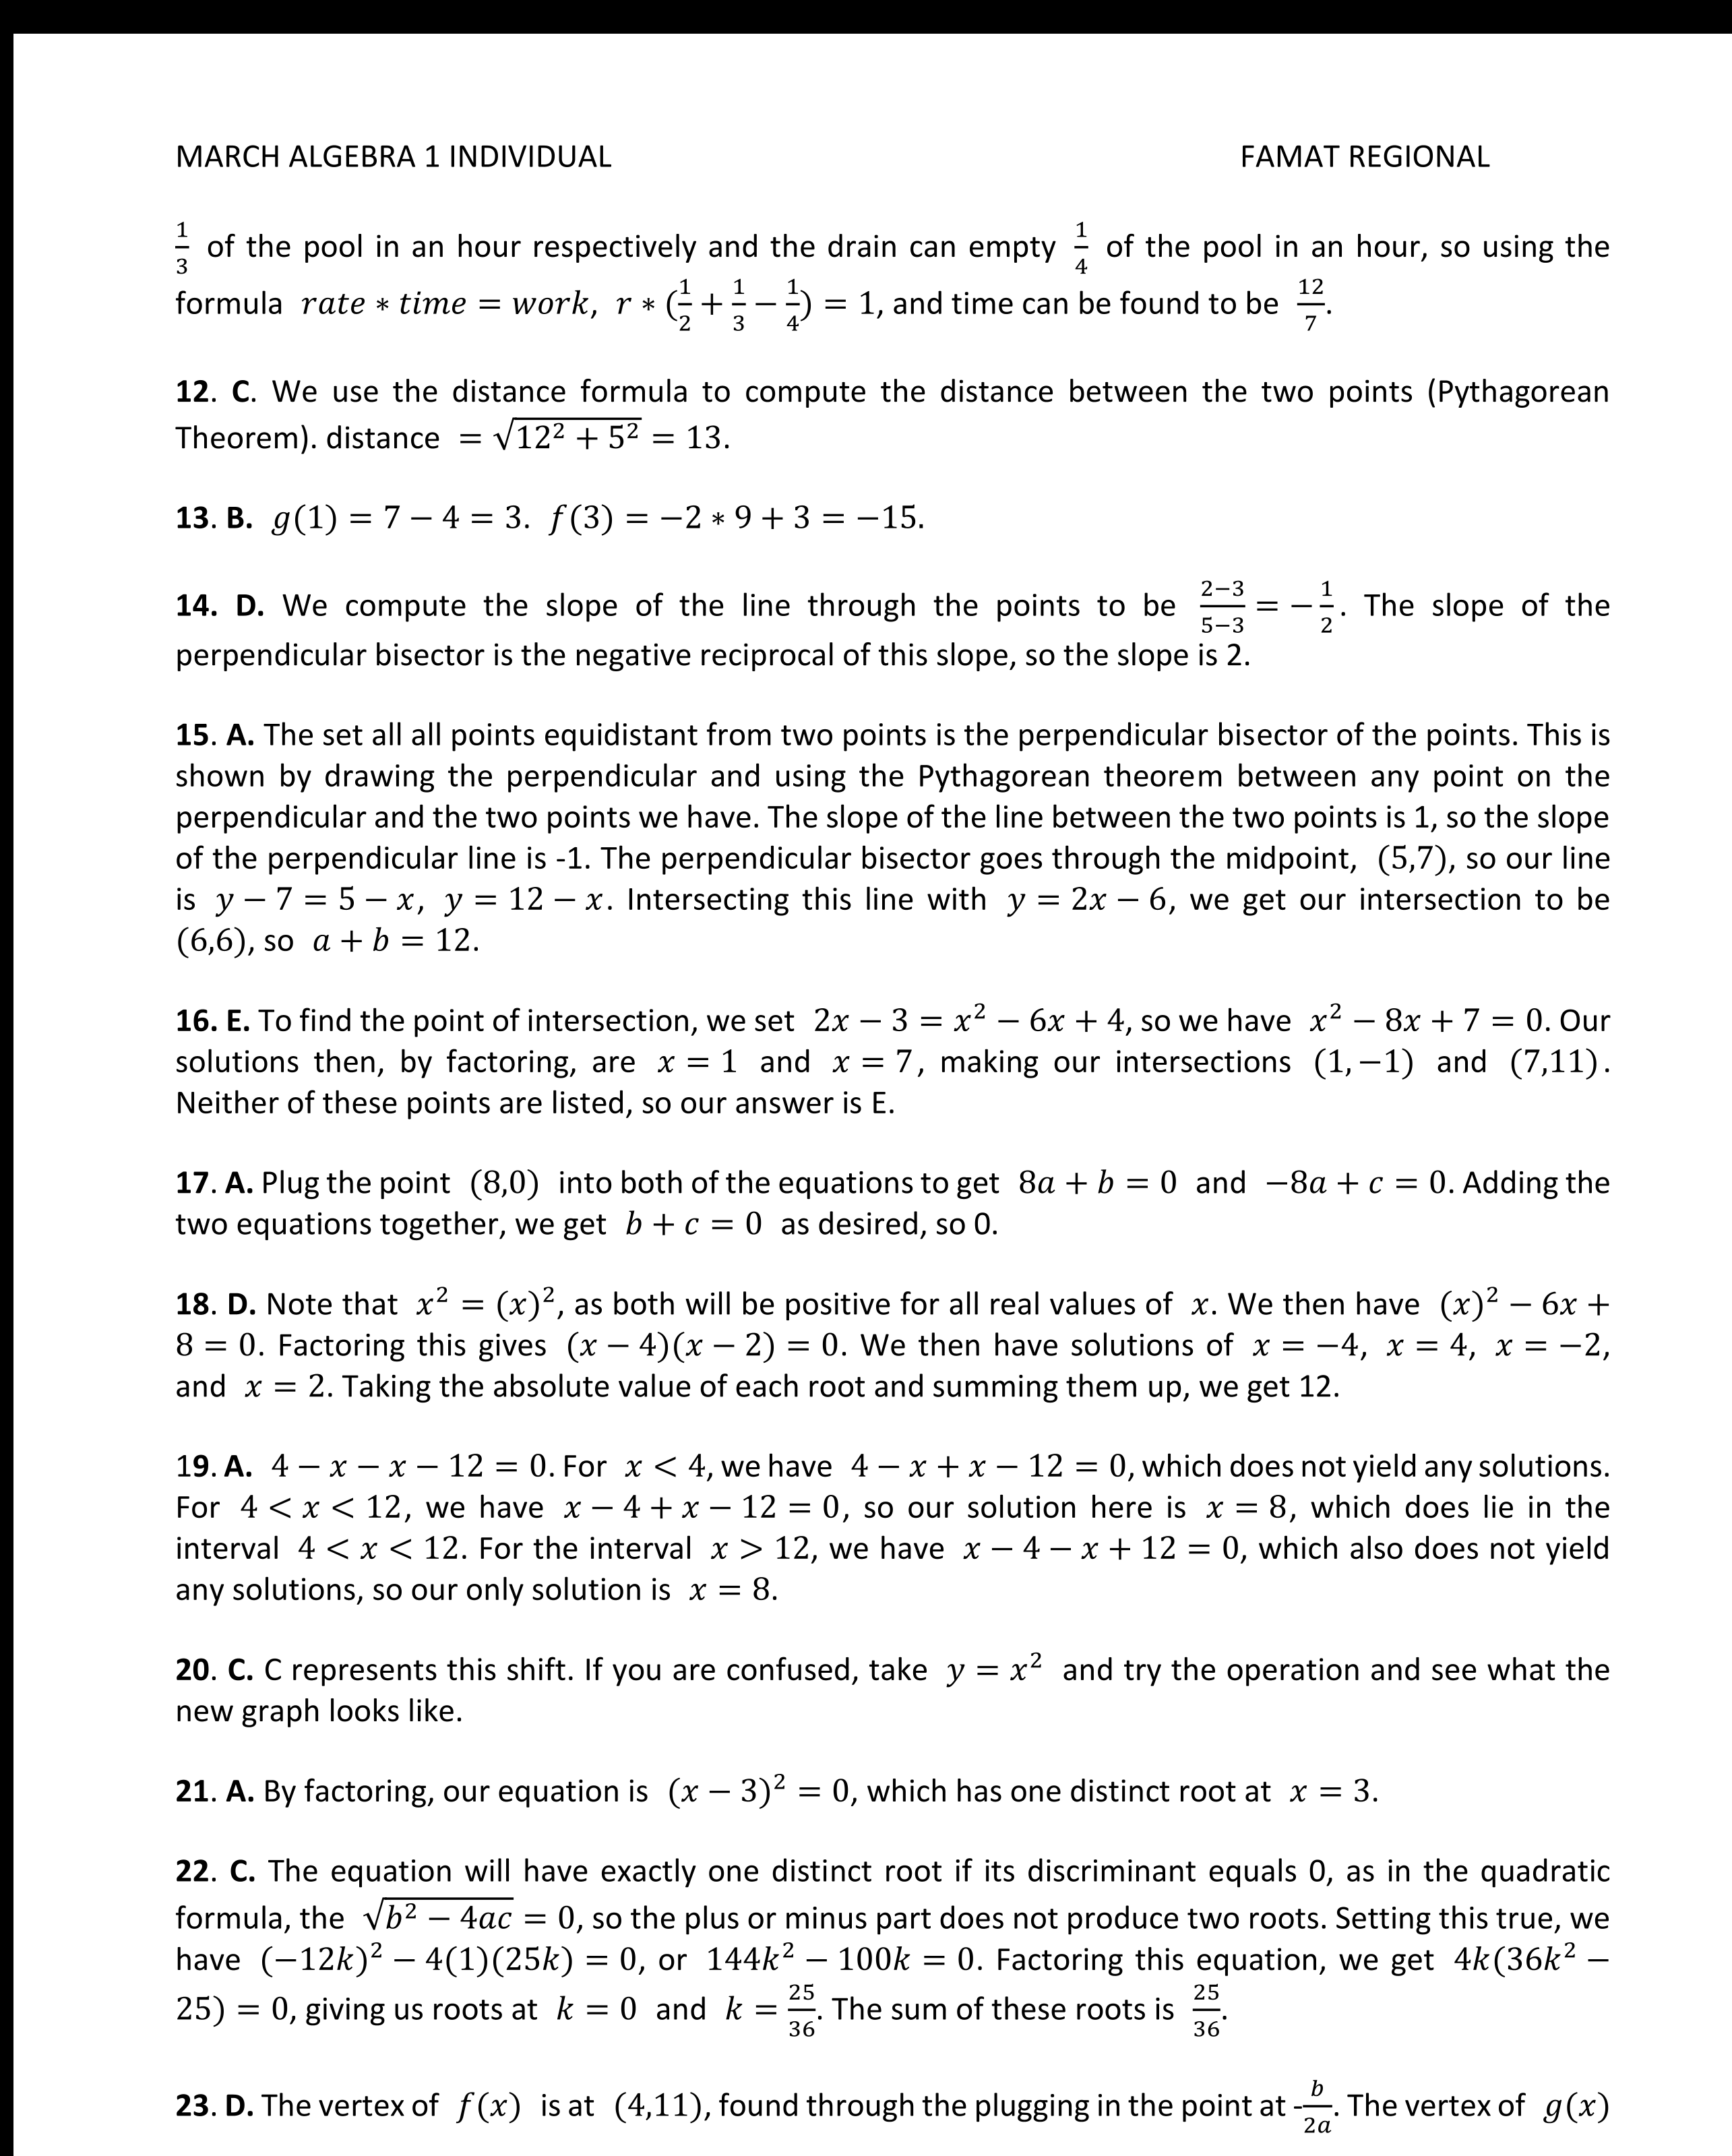 MARCH ALGEBRA 1 INDIVIDUAL FAMAT REGIONAL
1/3 of the pool in an hour respectively and the drain can empty 1/4 of the pool in an hour, so using the
formula rate ∗ time = work, r ∗ (1/2 + 1/3 − 1/4) = 1, and time can be found to be 12/7.
12. C. We use the distance formula to compute the distance between the two points (Pythagorean
Theorem). distance = √(12² + 5²) = 13.
13. B. g(1) = 7 − 4 = 3. f(3) = −2 ∗ 9 + 3 = −15.
14. D. We compute the slope of the line through the points to be (2−3)/(5−3) = −1/2. The slope of the
perpendicular bisector is the negative reciprocal of this slope, so the slope is 2.
15. A. The set all all points equidistant from two points is the perpendicular bisector of the points. This is
shown by drawing the perpendicular and using the Pythagorean theorem between any point on the
perpendicular and the two points we have. The slope of the line between the two points is 1, so the slope
of the perpendicular line is -1. The perpendicular bisector goes through the midpoint, (5,7), so our line
is y − 7 = 5 − x, y = 12 − x. Intersecting this line with y = 2x − 6, we get our intersection to be
(6,6), so a + b = 12.
16. E. To find the point of intersection, we set 2x − 3 = x² − 6x + 4, so we have x² − 8x + 7 = 0. Our
solutions then, by factoring, are x = 1 and x = 7, making our intersections (1, −1) and (7,11).
Neither of these points are listed, so our answer is E.
17. A. Plug the point (8,0) into both of the equations to get 8a + b = 0 and −8a + c = 0. Adding the
two equations together, we get b + c = 0 as desired, so 0.
18. D. Note that x² = (x)², as both will be positive for all real values of x. We then have (x)² − 6x +
8 = 0. Factoring this gives (x − 4)(x − 2) = 0. We then have solutions of x = −4, x = 4, x = −2,
and x = 2. Taking the absolute value of each root and summing them up, we get 12.
19. A. 4 − x − x − 12 = 0. For x < 4, we have 4 − x + x − 12 = 0, which does not yield any solutions.
For 4 < x < 12, we have x − 4 + x − 12 = 0, so our solution here is x = 8, which does lie in the
interval 4 < x < 12. For the interval x > 12, we have x − 4 − x + 12 = 0, which also does not yield
any solutions, so our only solution is x = 8.
20. C. C represents this shift. If you are confused, take y = x² and try the operation and see what the
new graph looks like.
21. A. By factoring, our equation is (x − 3)² = 0, which has one distinct root at x = 3.
22. C. The equation will have exactly one distinct root if its discriminant equals 0, as in the quadratic
formula, the √(b² − 4ac) = 0, so the plus or minus part does not produce two roots. Setting this true, we
have (−12k)² − 4(1)(25k) = 0, or 144k² − 100k = 0. Factoring this equation, we get 4k(36k² −
25) = 0, giving us roots at k = 0 and k = 25/36. The sum of these roots is 25/36.
23. D. The vertex of f(x) is at (4,11), found through the plugging in the point at -b/2a. The vertex of g(x)